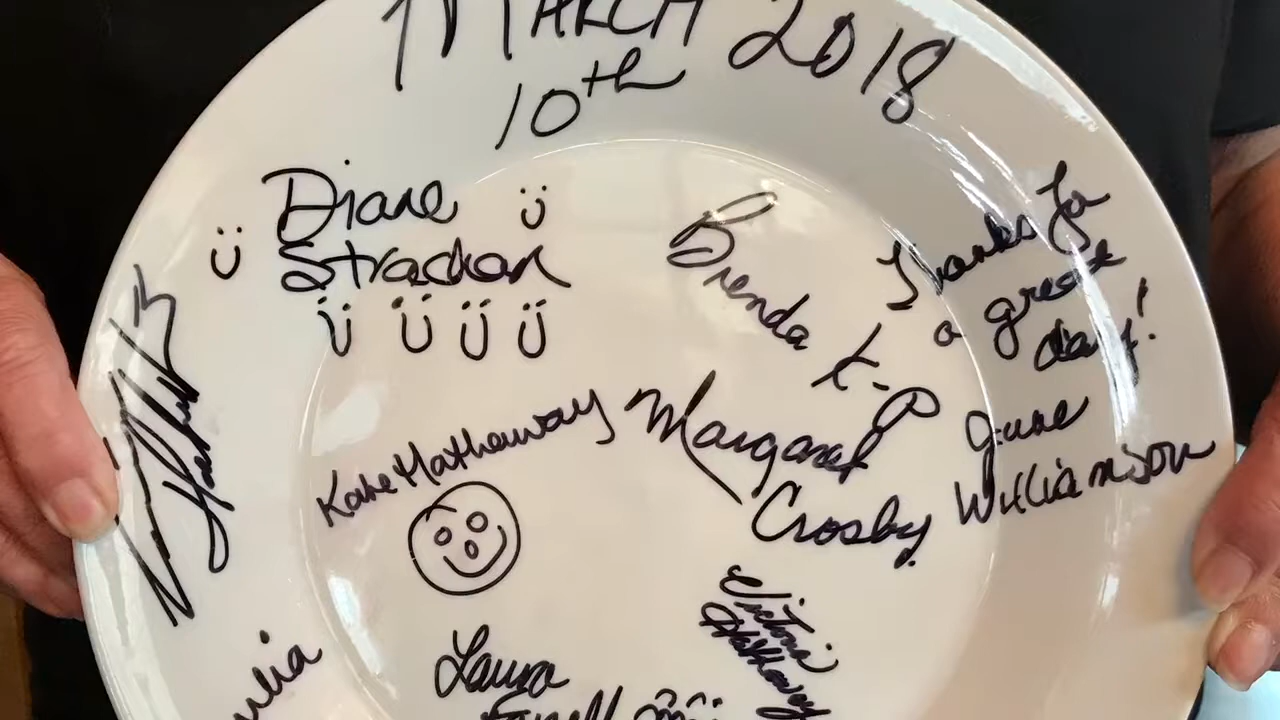 MARCH 2018
10th
Diane
Strachan
Brenda K-P
Thanks for
a great
day!
Kate Hathaway
Margaret
Crosby
June
Williamson
Victoria
Hathaway
Laura